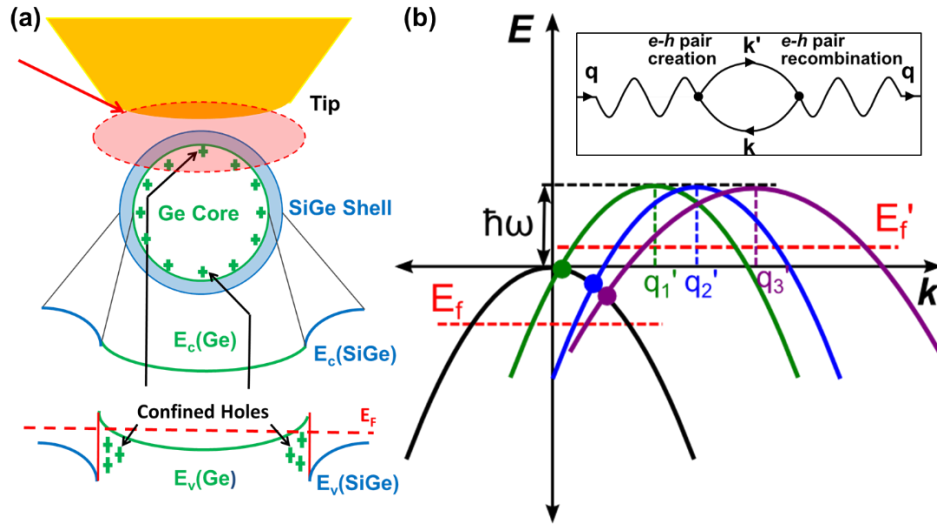 (a)
Tip
Ge Core
SiGe Shell
E_c(Ge)
E_c(SiGe)
Confined Holes
E_F
E_v(Ge)
E_v(SiGe)
(b)
E
e-h pair
creation
k'
e-h pair
recombination
q
q
k
ħω
E_f'
q_1'
q_2'
q_3'
k
E_f